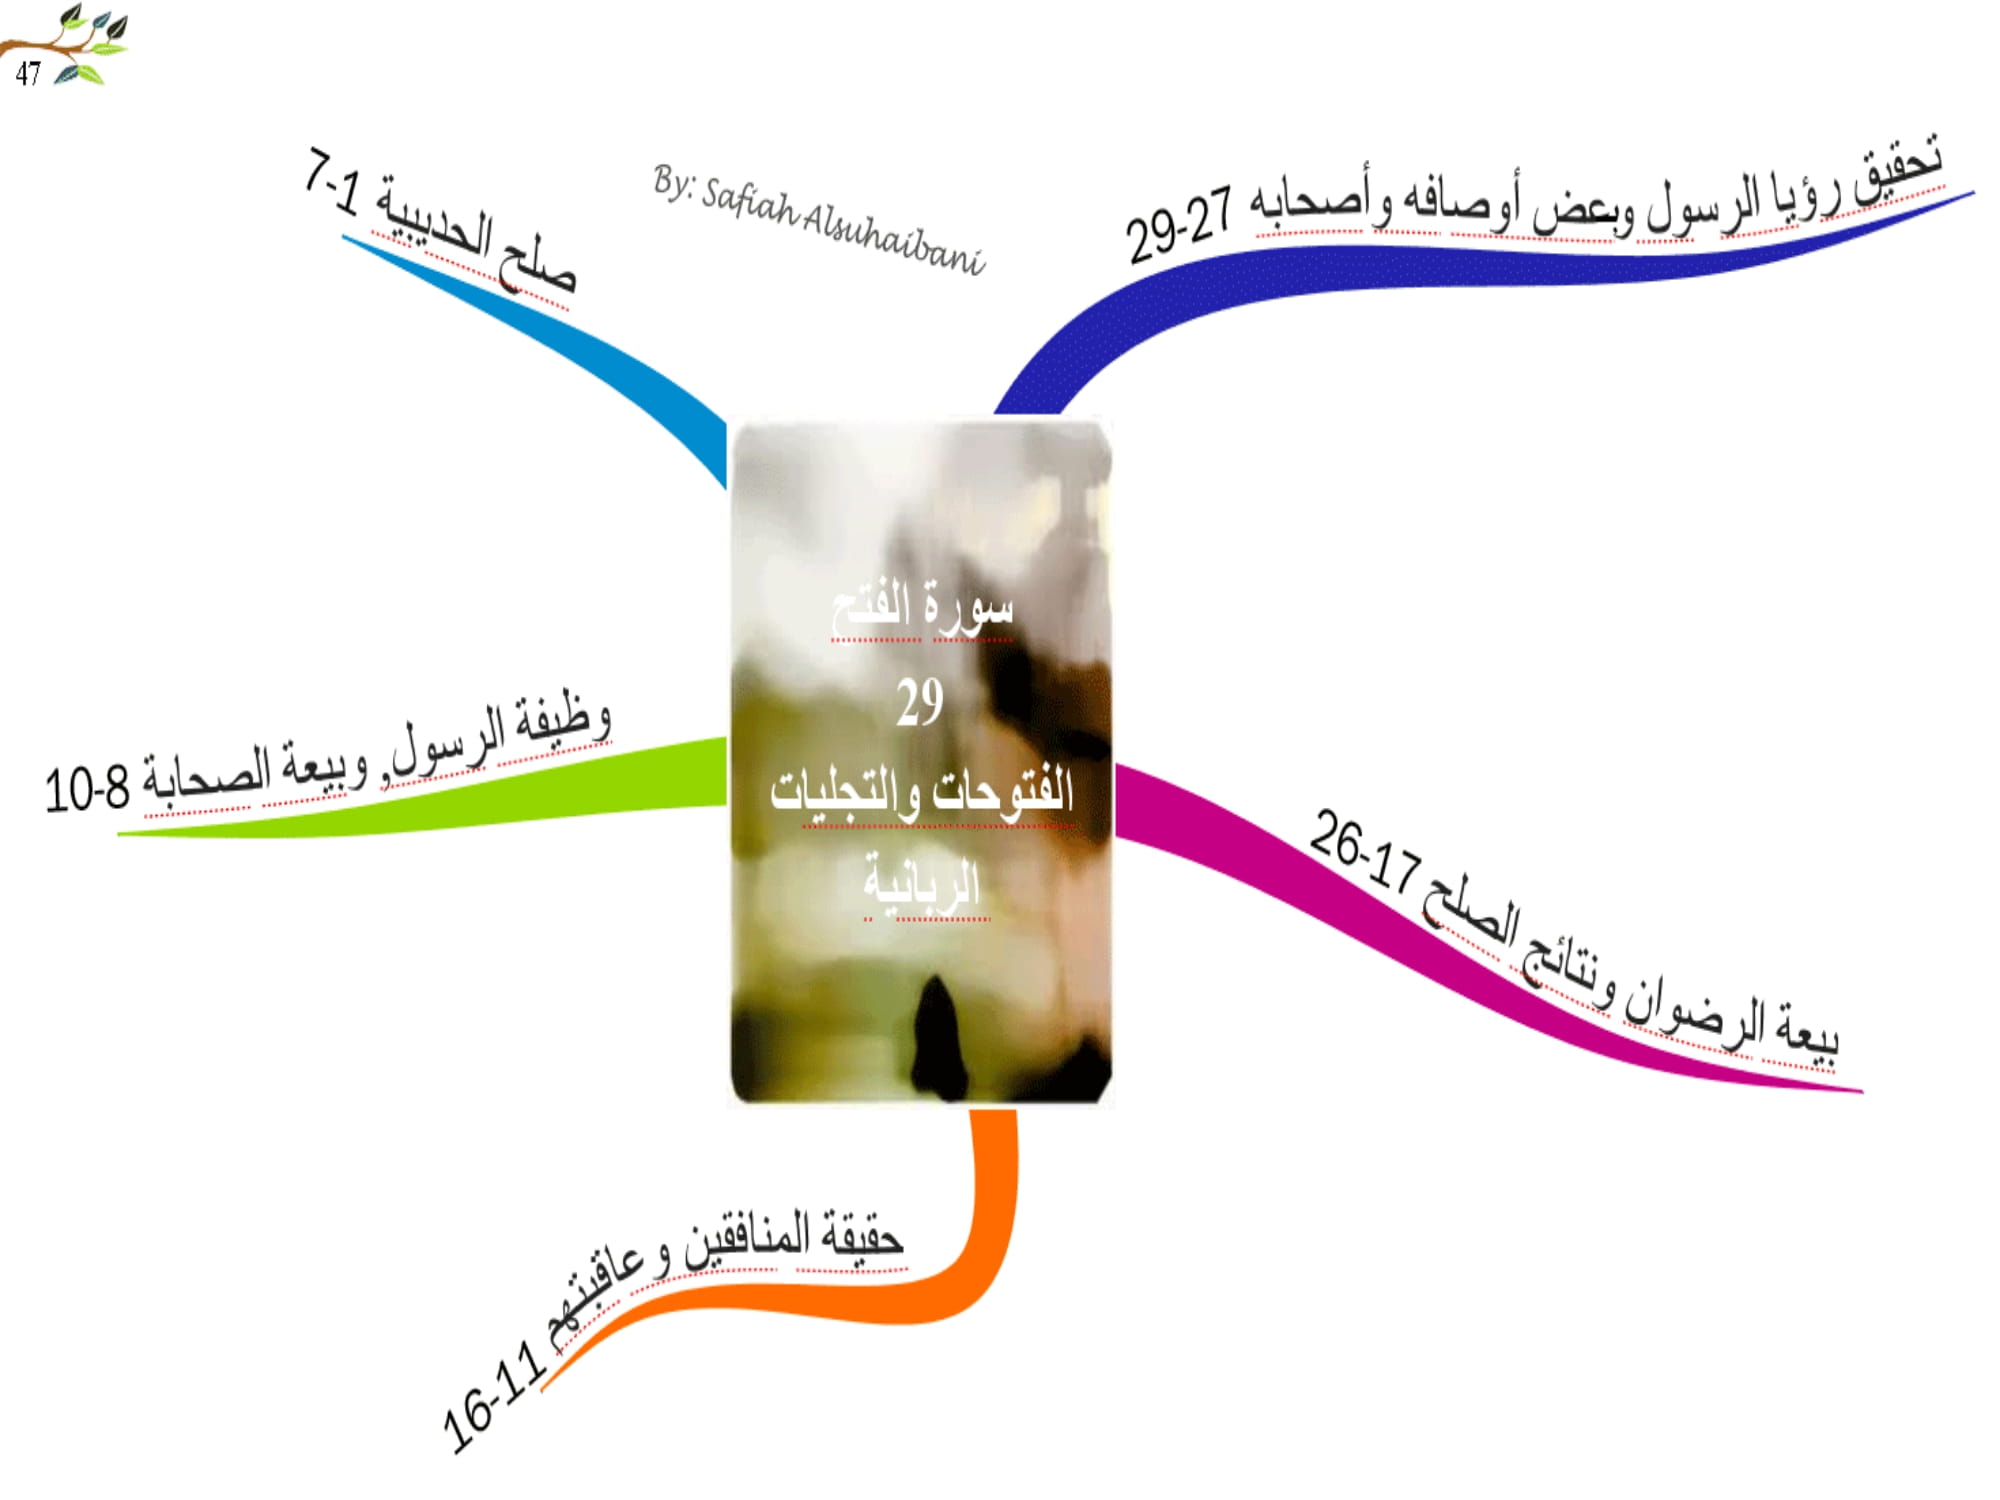 47
By: Safiah Alsuhaibani
سورة الفتح
29
الفتوحات والتجليات
الربانية
صلح الحديبية 1-7
وظيفة الرسول, وبيعة الصحابة 8-10
حقيقة المنافقين وعاقبتهم 11-16
بيعة الرضوان ونتائج الصلح 17-26
تحقيق رؤيا الرسول وبعض أوصافه وأصحابه 27-29